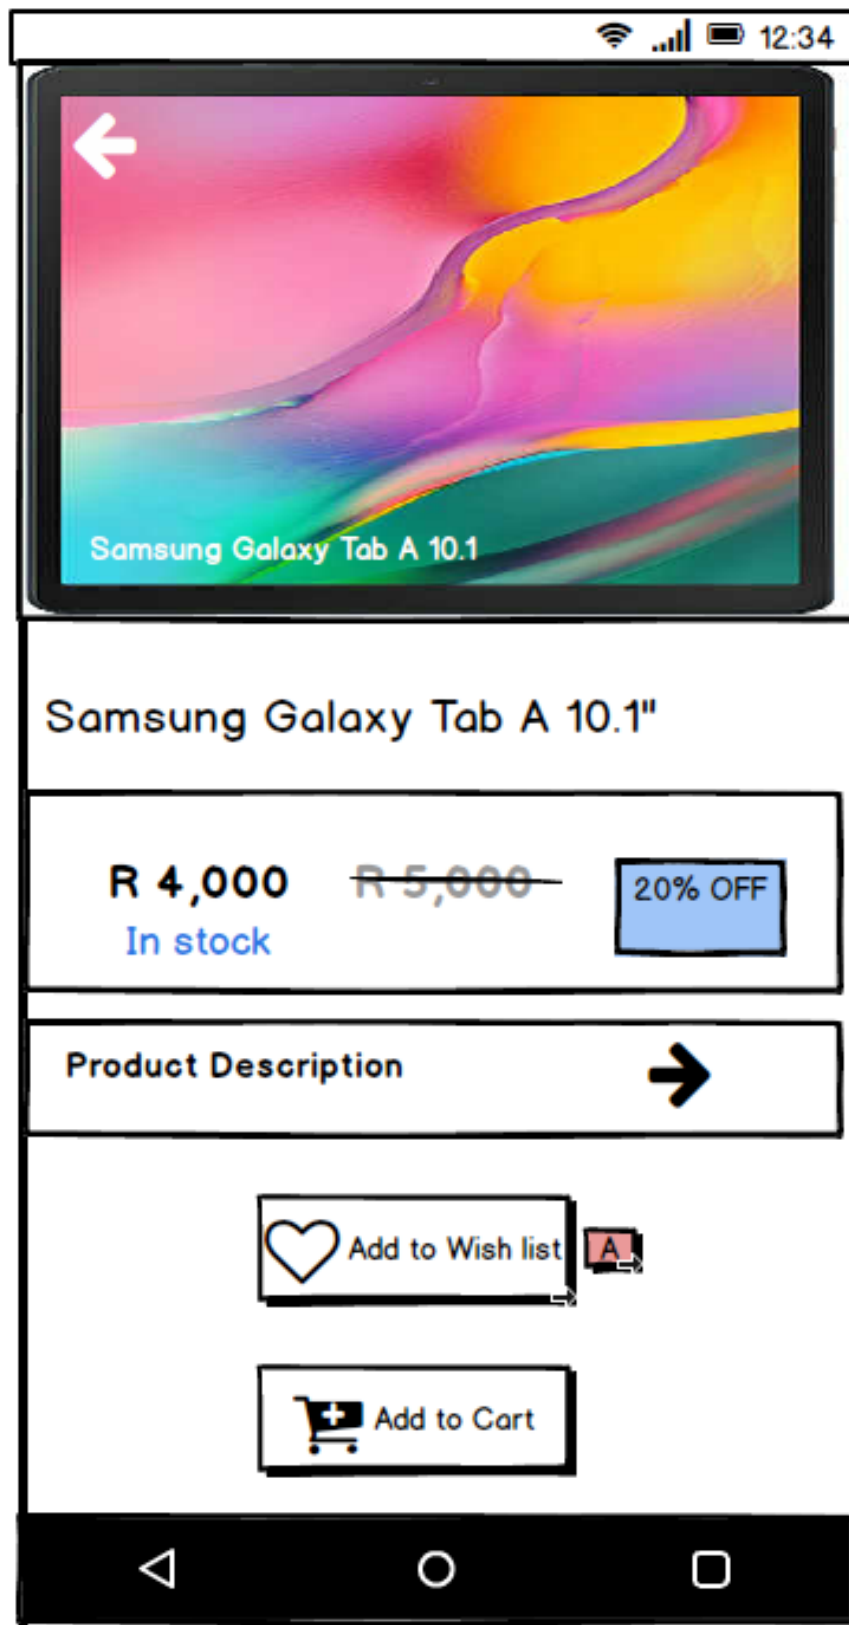 12:34
Samsung Galaxy Tab A 10.1
Samsung Galaxy Tab A 10.1"
R 4,000 R 5,000 20% OFF
In stock
Product Description
Add to Wish list A
Add to Cart